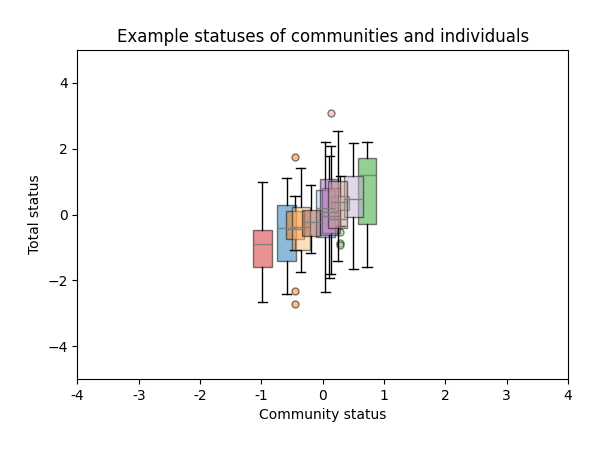 Example statuses of communities and individuals
Total status
4
2
0
−2
−4
-4 -3 -2 -1 0 1 2 3 4
Community status